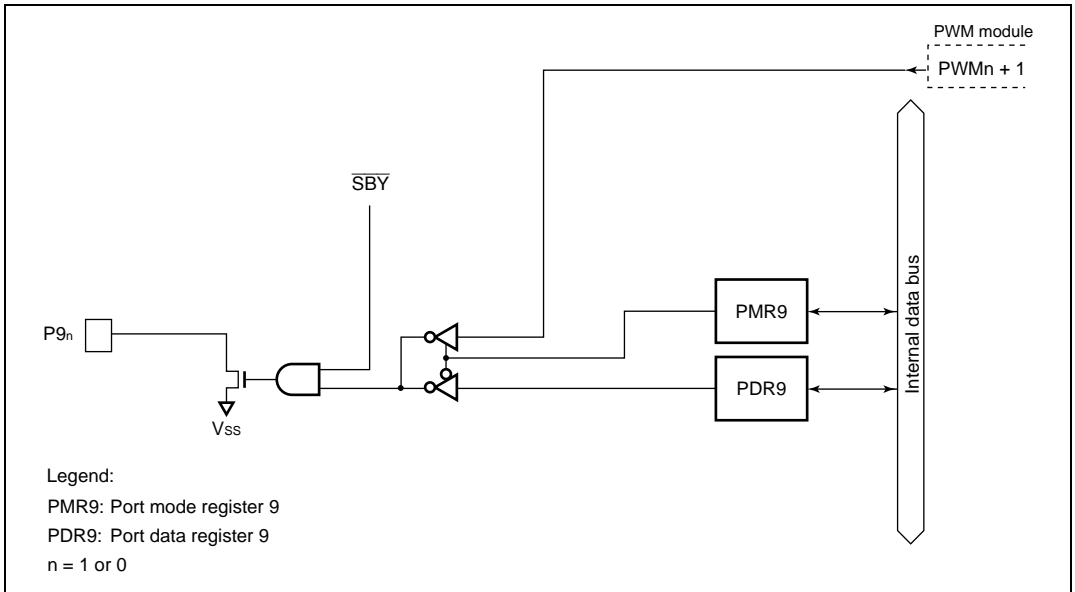 PWM module
PWMn + 1
SBY
Internal data bus
PMR9
P9n
PDR9
VSS
Legend:
PMR9: Port mode register 9
PDR9: Port data register 9
n = 1 or 0